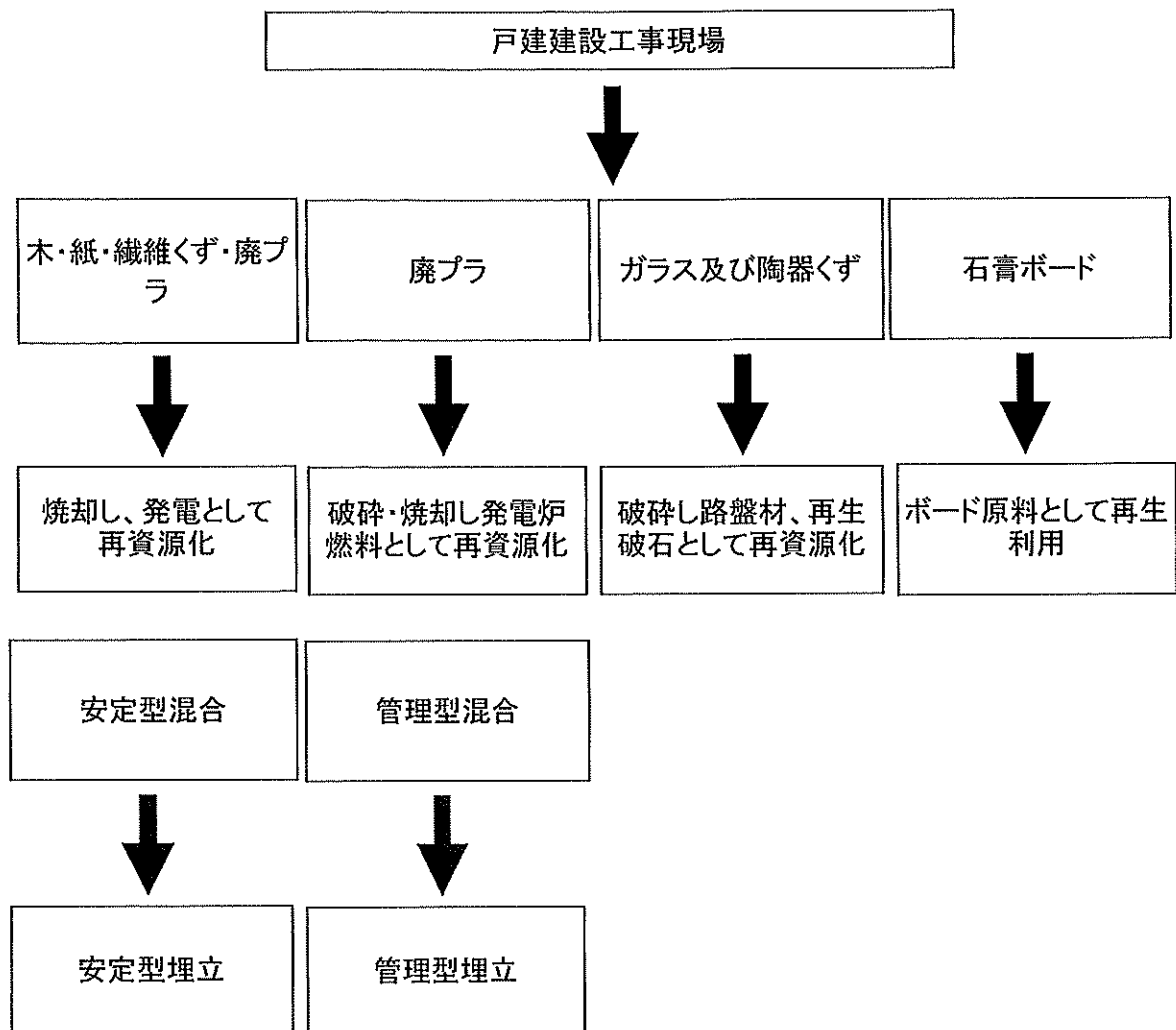 戸建建設工事現場
木・紙・繊維くず・廃プ
ラ
廃プラ
ガラス及び陶器くず
石膏ボード
焼却し、発電として
再資源化
破砕・焼却し発電炉
燃料として再資源化
破砕し路盤材、再生
破石として再資源化
ボード原料として再生
利用
安定型混合
管理型混合
安定型埋立
管理型埋立